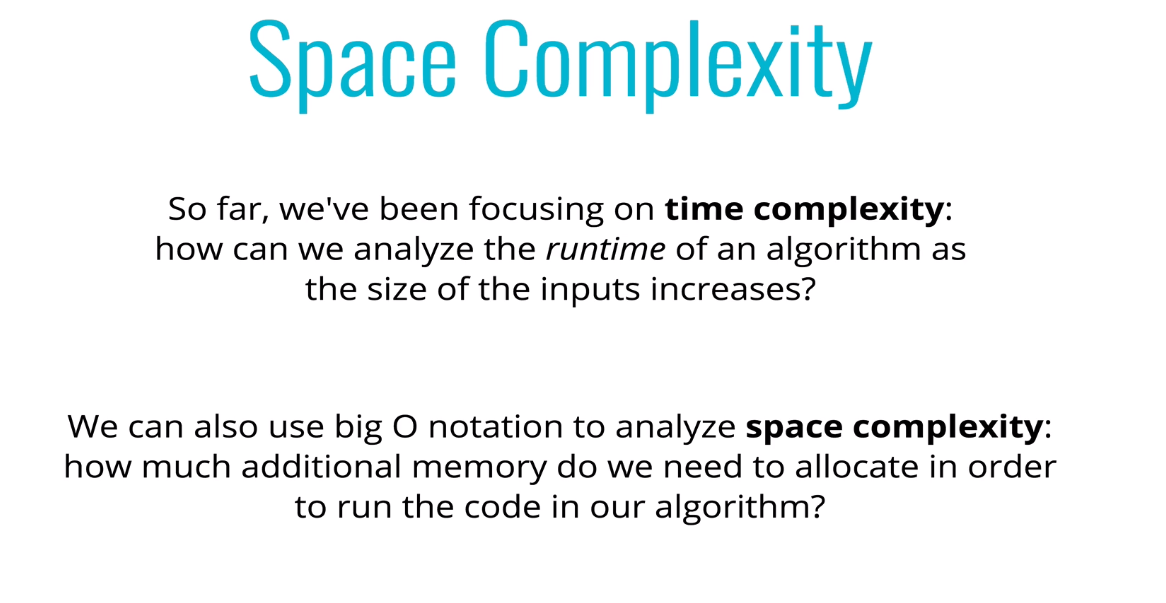 Space Complexity
So far, we've been focusing on time complexity:
how can we analyze the runtime of an algorithm as
the size of the inputs increases?
We can also use big O notation to analyze space complexity:
how much additional memory do we need to allocate in order
to run the code in our algorithm?